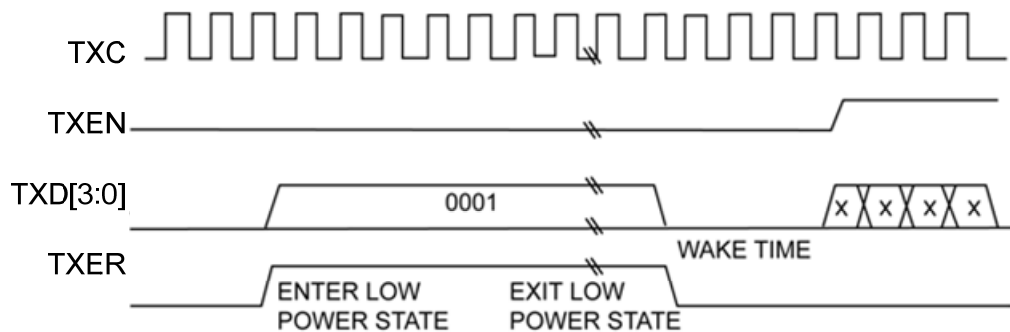 TXC
TXEN
TXD[3:0]
0001
x x x x
WAKE TIME
TXER
ENTER LOW
POWER STATE
EXIT LOW
POWER STATE